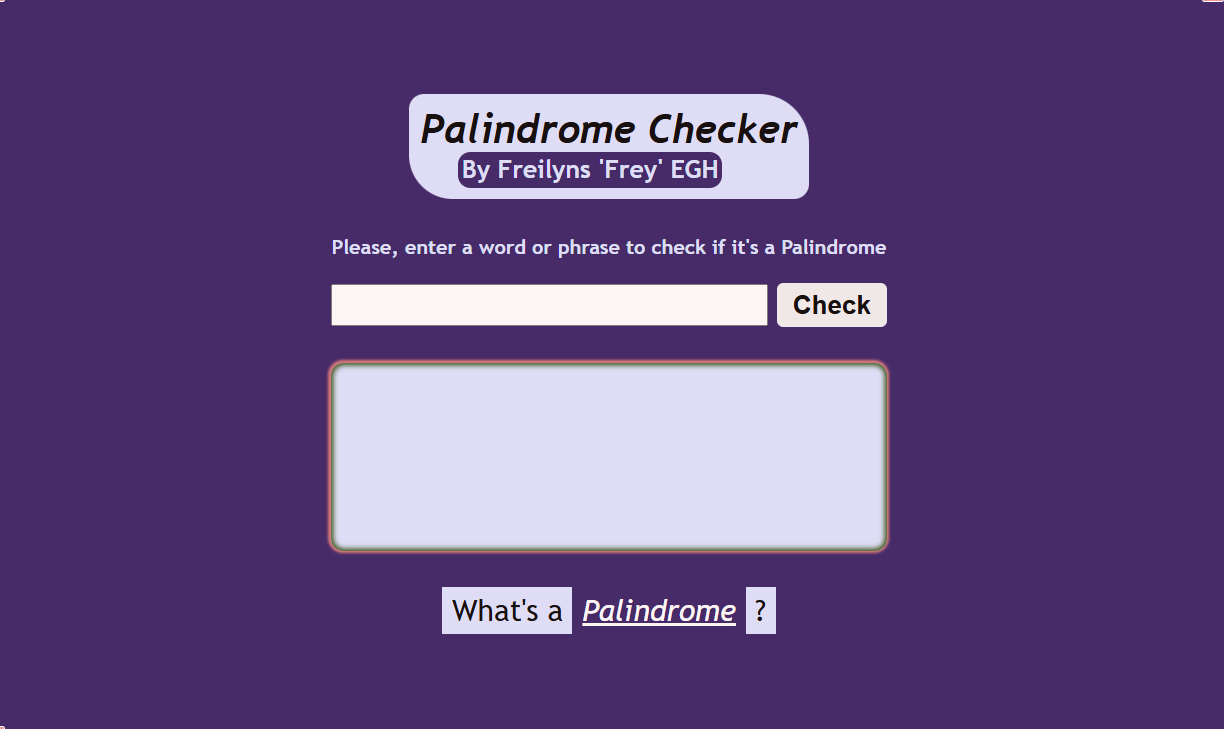 Palindrome Checker
By Freilyns 'Frey' EGH
Please, enter a word or phrase to check if it's a Palindrome
Check
What's a Palindrome ?